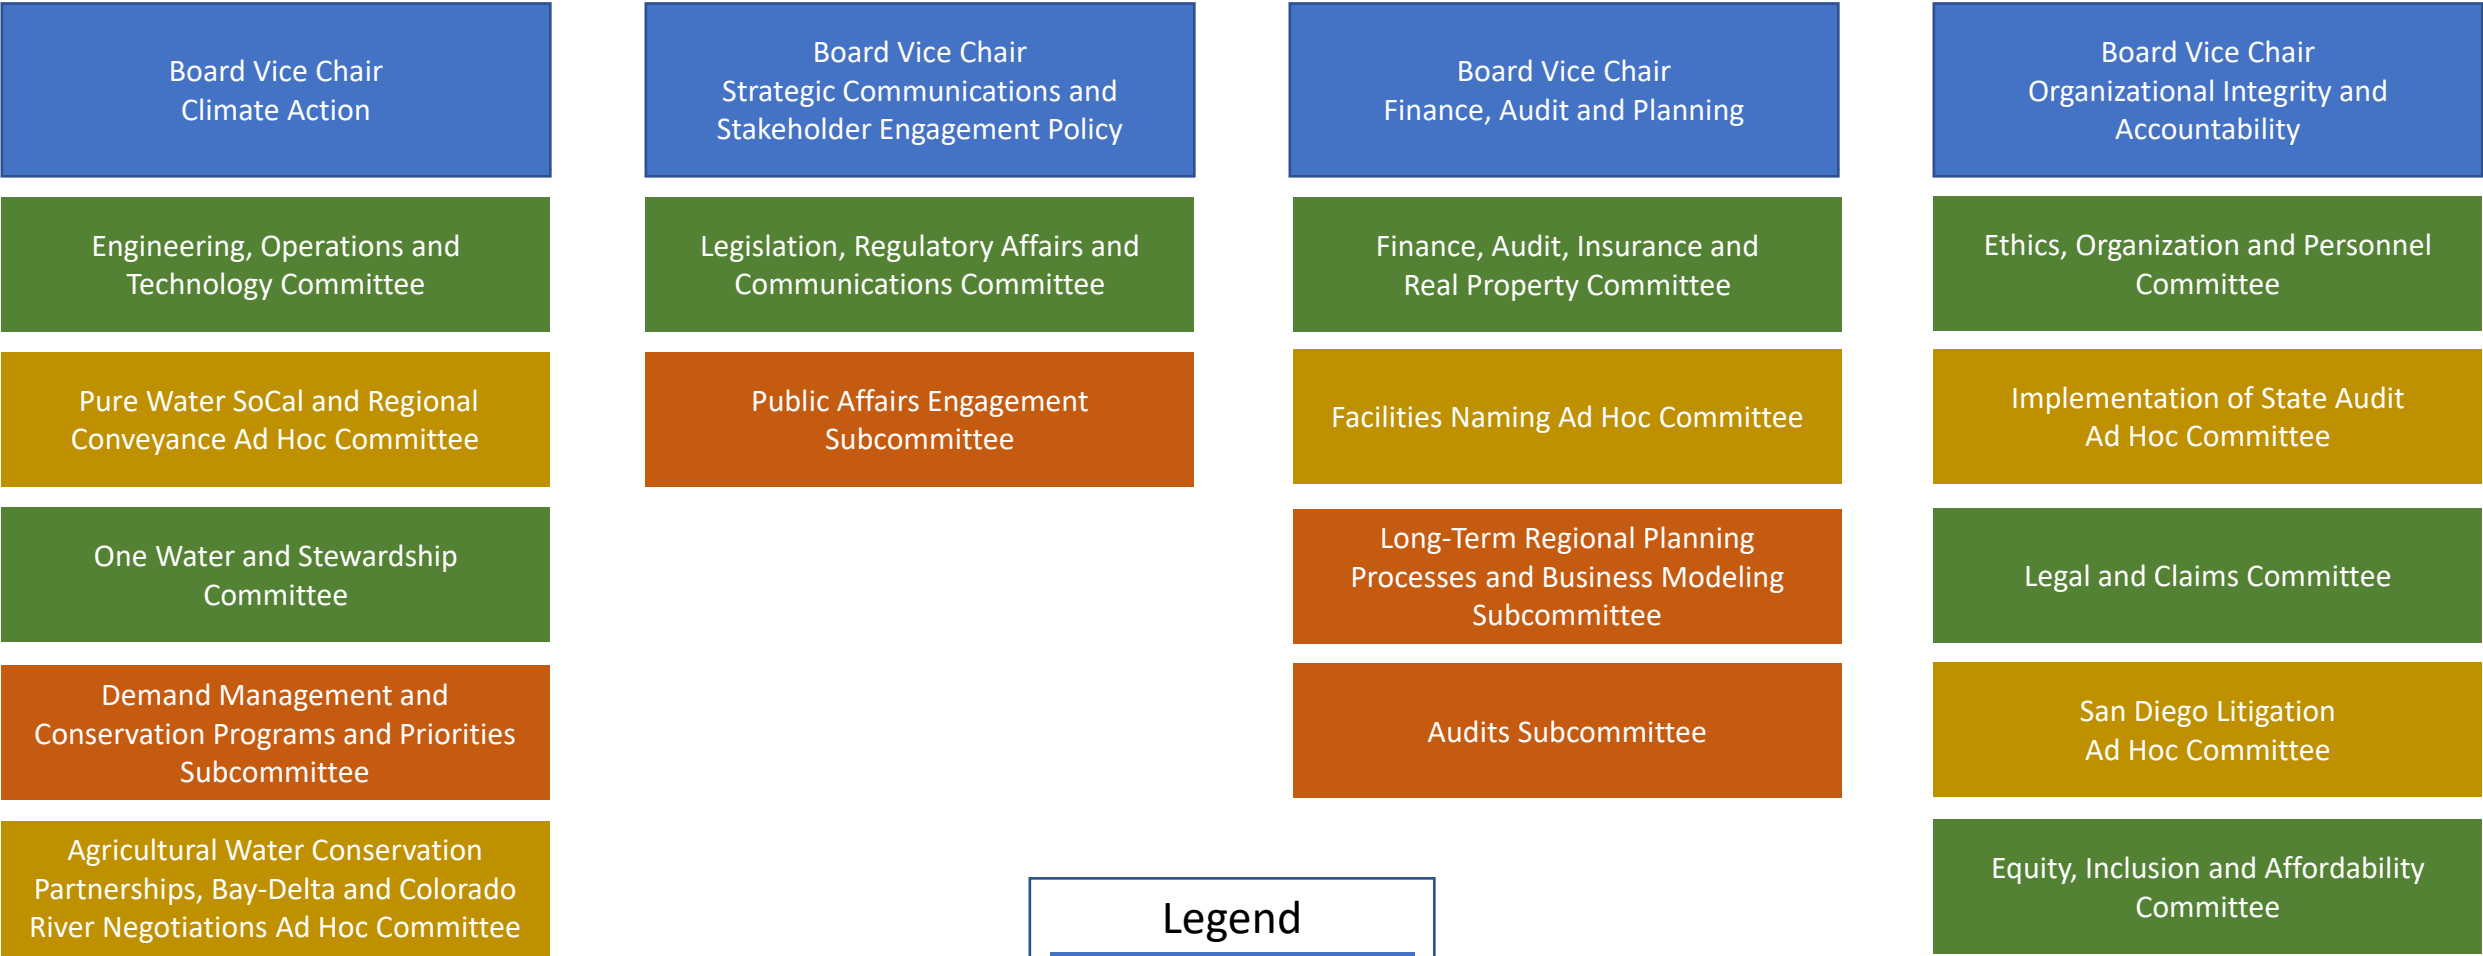 Board Vice Chair
Climate Action
Engineering, Operations and
Technology Committee
Pure Water SoCal and Regional
Conveyance Ad Hoc Committee
One Water and Stewardship
Committee
Demand Management and
Conservation Programs and Priorities
Subcommittee
Agricultural Water Conservation
Partnerships, Bay-Delta and Colorado
River Negotiations Ad Hoc Committee
Board Vice Chair
Strategic Communications and
Stakeholder Engagement Policy
Legislation, Regulatory Affairs and
Communications Committee
Public Affairs Engagement
Subcommittee
Board Vice Chair
Finance, Audit and Planning
Finance, Audit, Insurance and
Real Property Committee
Facilities Naming Ad Hoc Committee
Long-Term Regional Planning
Processes and Business Modeling
Subcommittee
Audits Subcommittee
Board Vice Chair
Organizational Integrity and
Accountability
Ethics, Organization and Personnel
Committee
Implementation of State Audit
Ad Hoc Committee
Legal and Claims Committee
San Diego Litigation
Ad Hoc Committee
Equity, Inclusion and Affordability
Committee
Legend